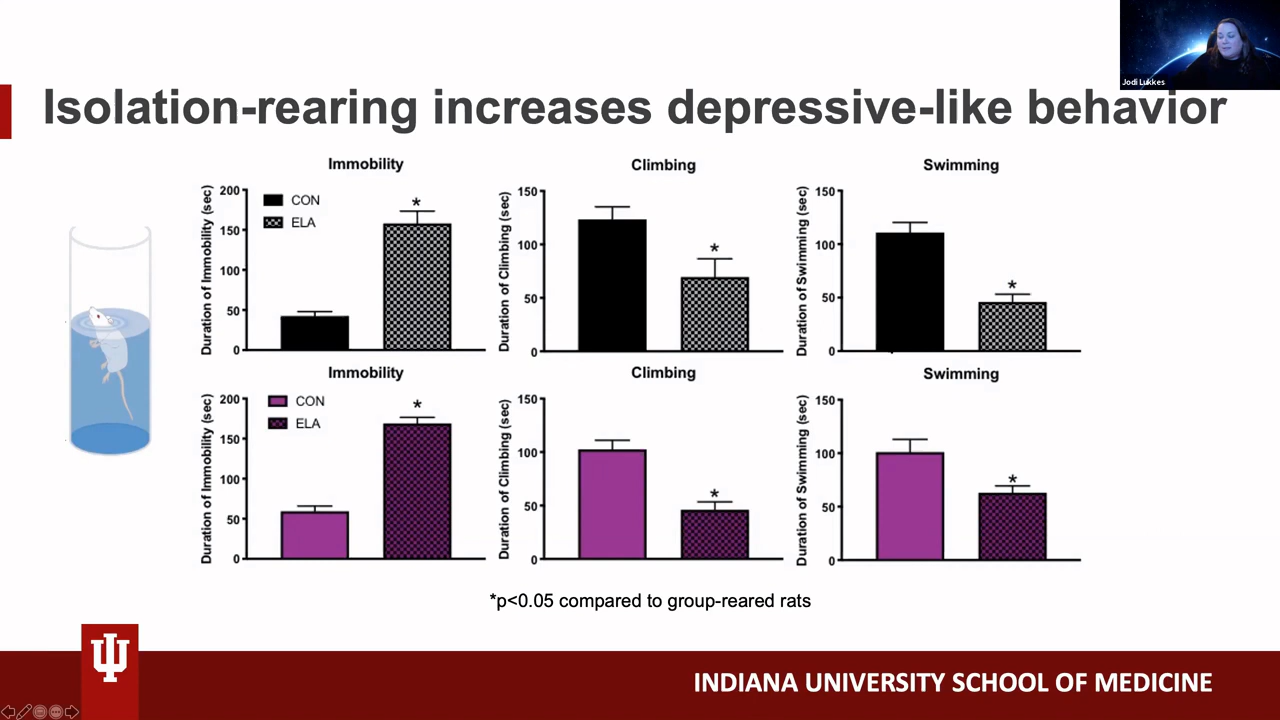 Jodi Lukkes
Isolation-rearing increases depressive-like behavior
Immobility
Duration of Immobility (sec)
200
150
100
50
0
CON
ELA
*
Climbing
Duration of Climbing (sec)
150
100
50
0
*
Swimming
Duration of Swimming (sec)
150
100
50
0
*
Immobility
Duration of Immobility (sec)
200
150
100
50
0
CON
ELA
*
Climbing
Duration of Climbing (sec)
150
100
50
0
*
Swimming
Duration of Swimming (sec)
150
100
50
0
*
*p<0.05 compared to group-reared rats
INDIANA UNIVERSITY SCHOOL OF MEDICINE